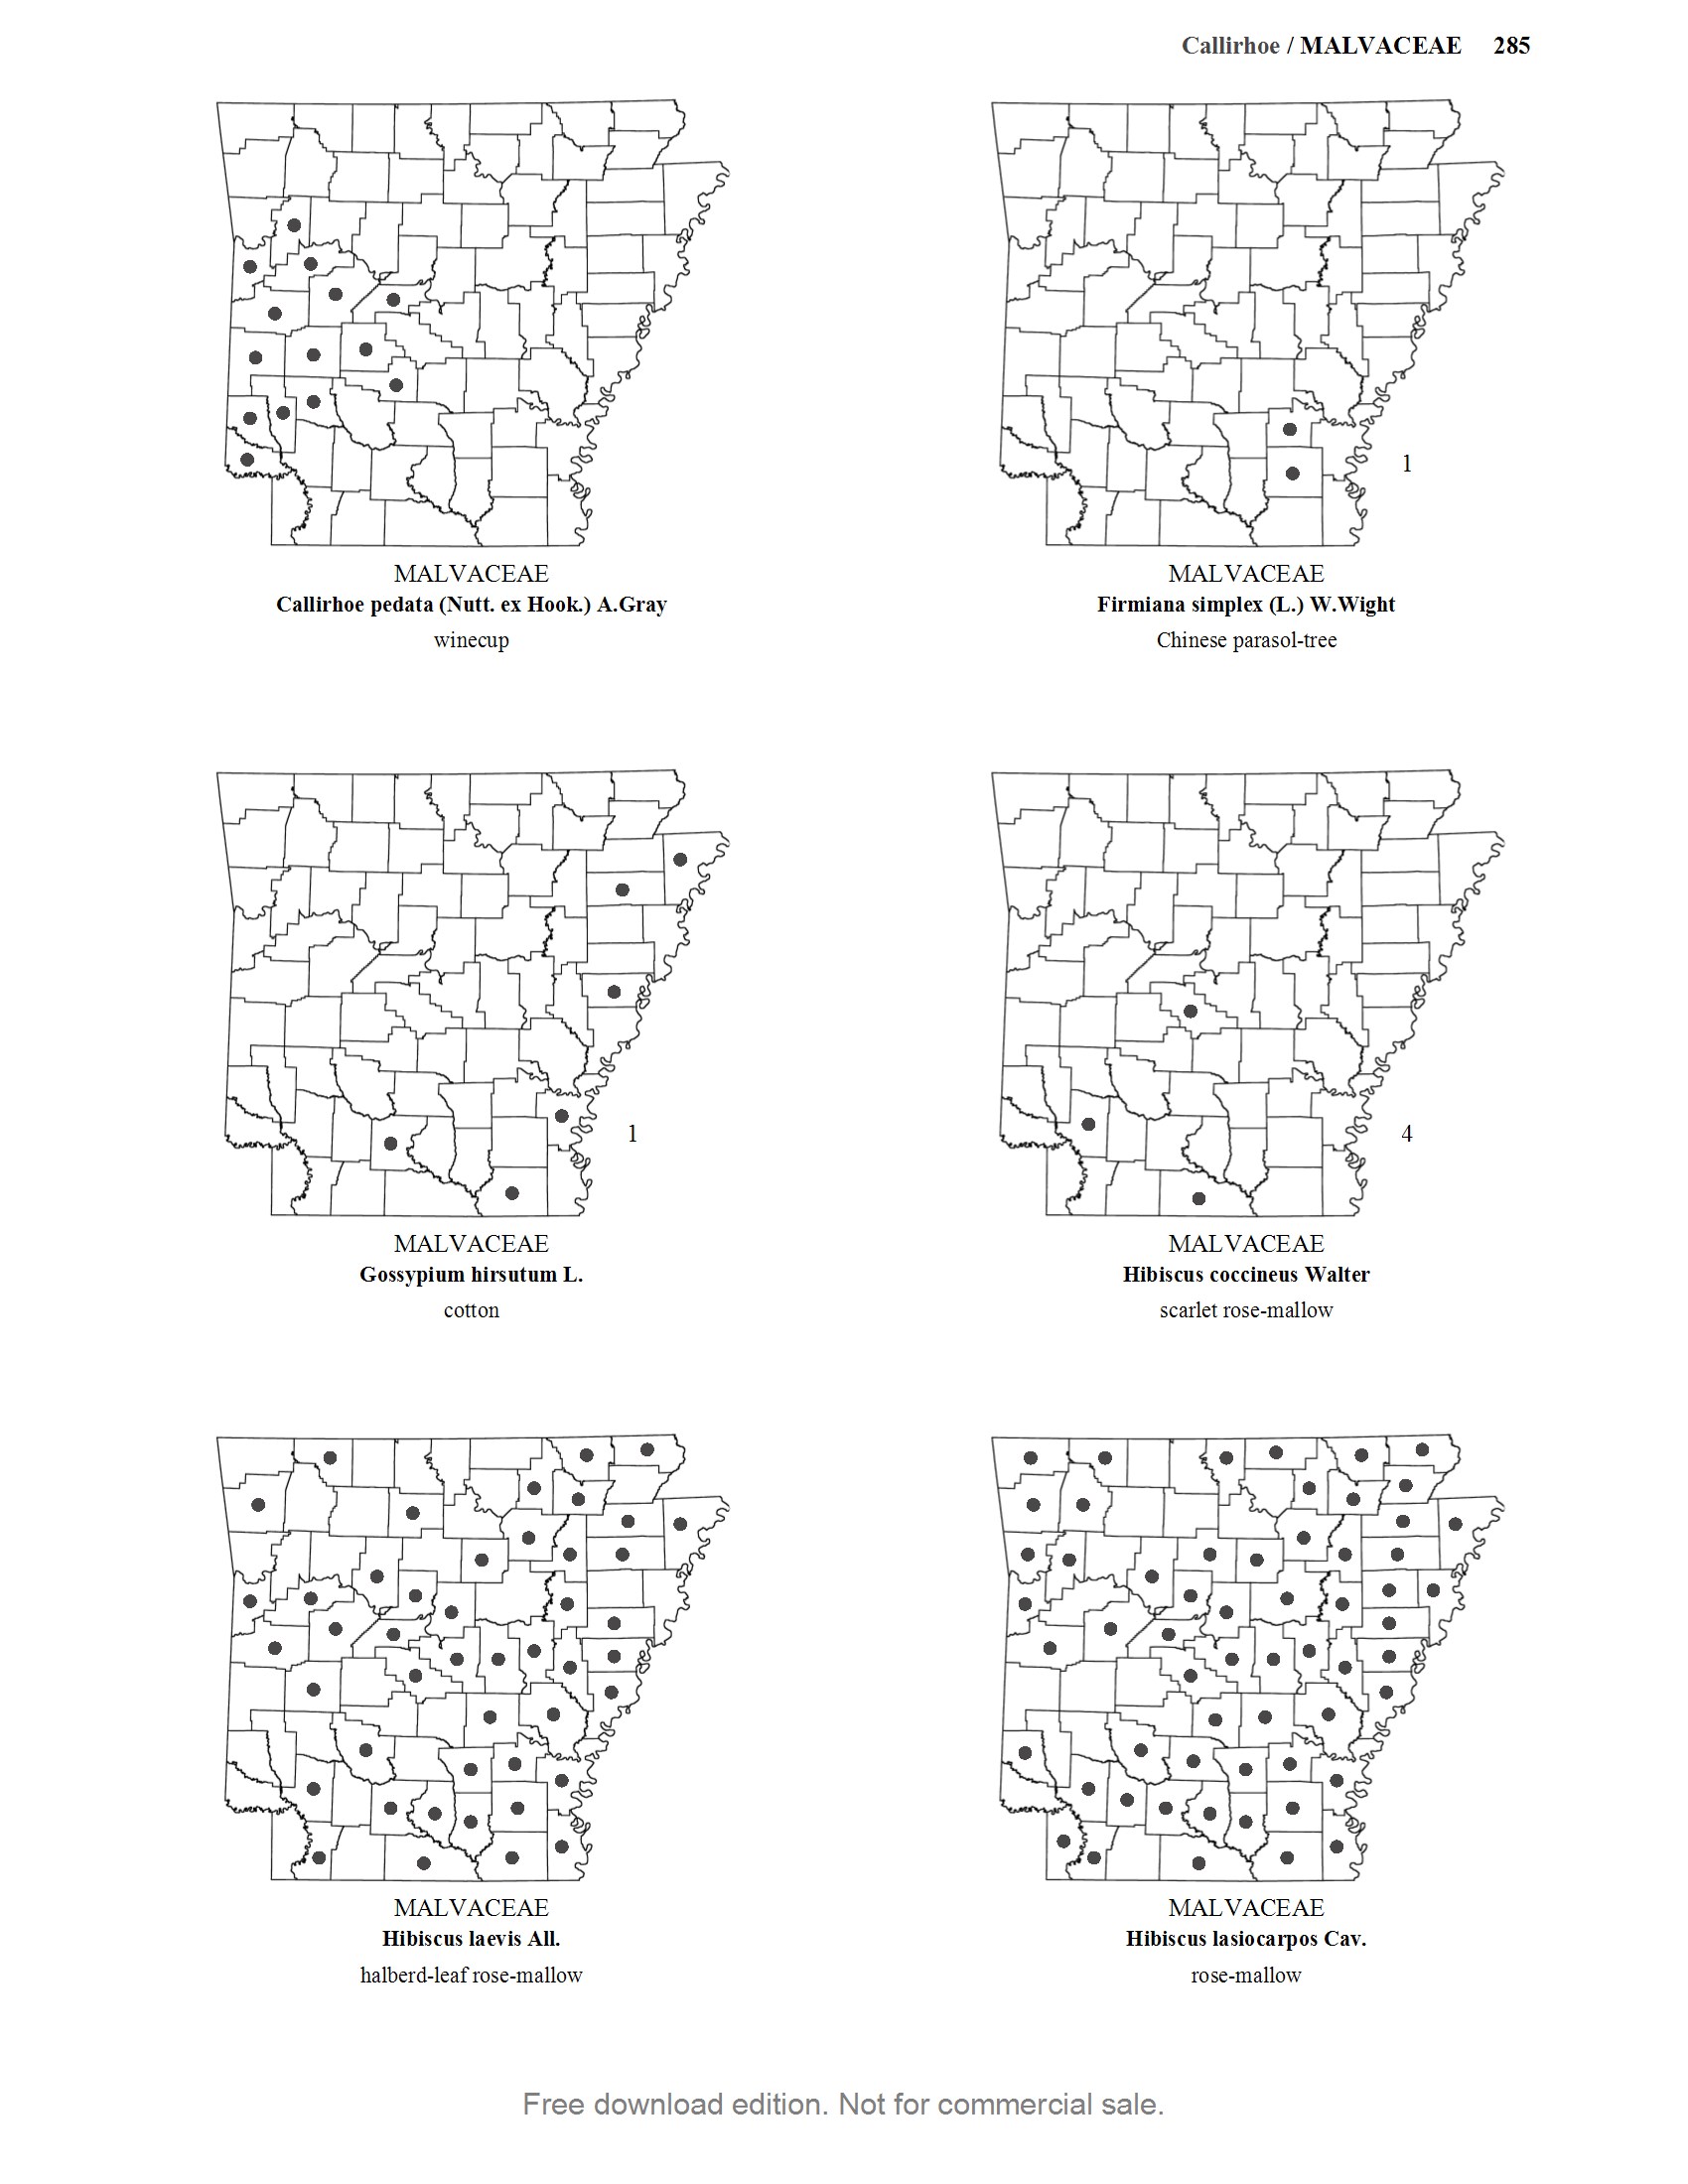 Callirhoe / MALVACEAE 285
MALVACEAE
Callirhoe pedata (Nutt. ex Hook.) A.Gray
winecup
1
MALVACEAE
Firmiana simplex (L.) W.Wight
Chinese parasol-tree
1
MALVACEAE
Gossypium hirsutum L.
cotton
4
MALVACEAE
Hibiscus coccineus Walter
scarlet rose-mallow
MALVACEAE
Hibiscus laevis All.
halberd-leaf rose-mallow
MALVACEAE
Hibiscus lasiocarpos Cav.
rose-mallow
Free download edition. Not for commercial sale.